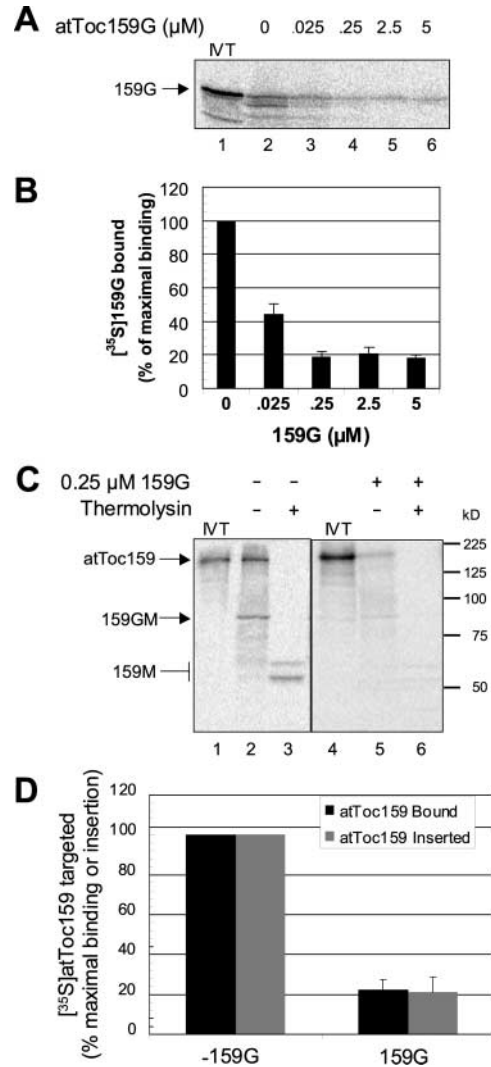 A
atToc159G (µM) 0 .025 .25 2.5 5
IVT
159G
1 2 3 4 5 6
B
[35S]159G bound
(% of maximal binding)
120
100
80
60
40
20
0
0 .025 .25 2.5 5
159G (µM)
C
0.25 µM 159G - - + +
Thermolysin - + - + kD
IVT IVT
atToc159
159GM
159M
225
125
100
75
50
1 2 3 4 5 6
D
[35S]atToc159 targeted
(% maximal binding or insertion)
120
100
80
60
40
20
0
atToc159 Bound
atToc159 Inserted
-159G 159G